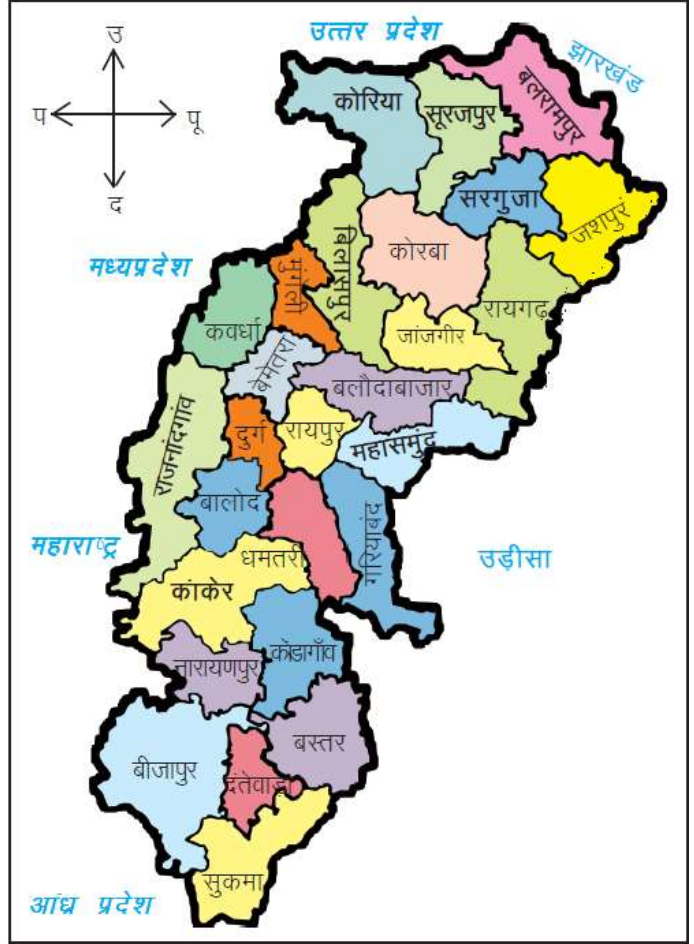 उत्तर प्रदेश
उ
झारखंड
बलरामपुर
कोरिया
सूरजपुर
प
पू
द
सरगुजा
जशपुर
बिलासपुर
कोरबा
मध्यप्रदेश
मुंगेली
रायगढ़
कवर्धा
जांजगीर
बेमेतरा
बलौदाबाजार
राजनांदगांव
दुर्ग
रायपुर
महासमुंद
बालोद
गरियाबंद
महाराष्ट्र
धमतरी
उड़ीसा
कांकेर
नारायणपुर
कोंडागाँव
बस्तर
बीजापुर
दंतेवाड़ा
सुकमा
आंध्र प्रदेश